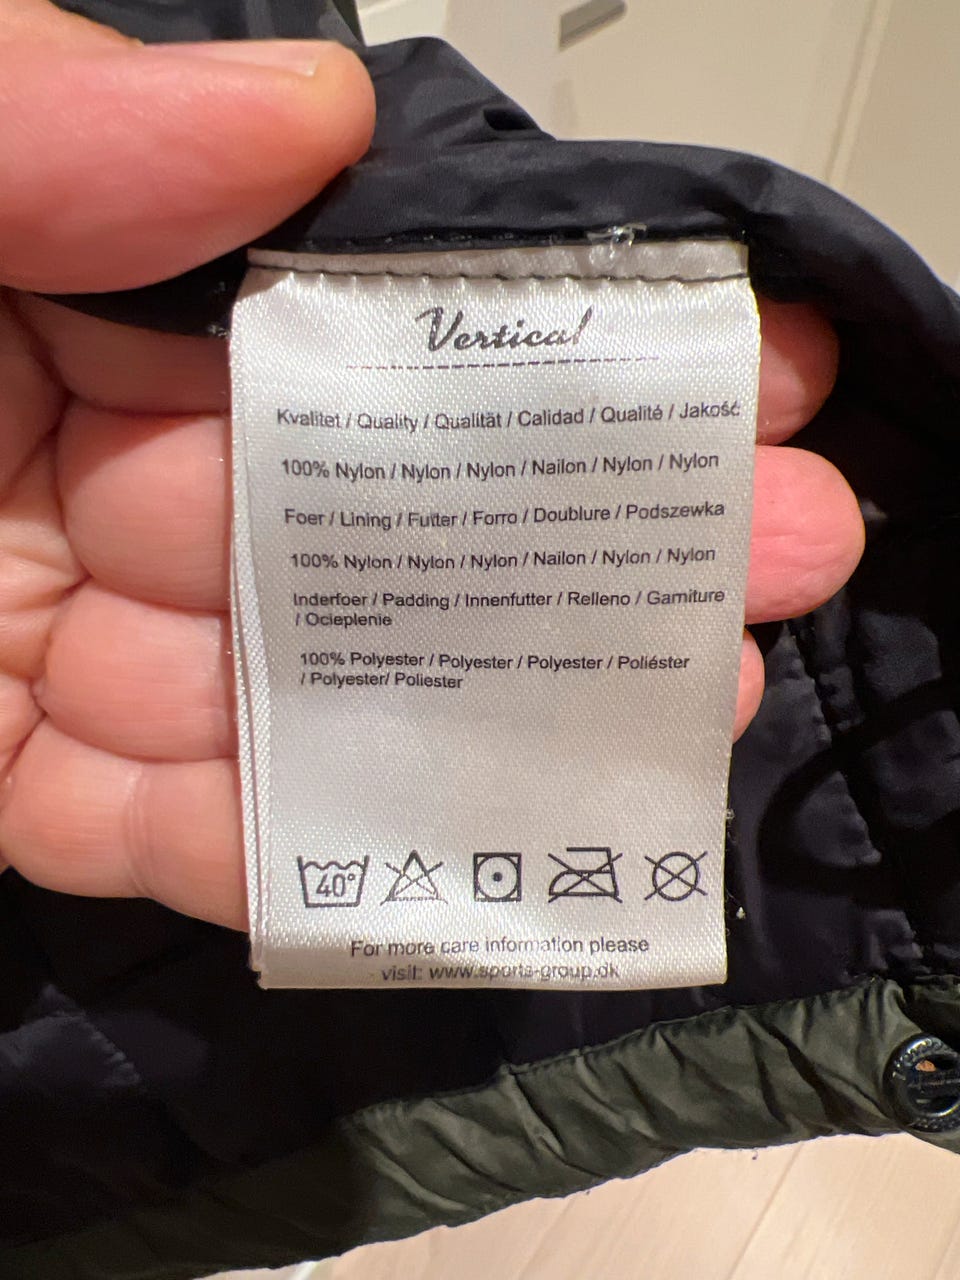 Vertical
Kvalitet / Quality / Qualität / Calidad / Qualité / Jakość
100% Nylon / Nylon / Nylon / Nailon / Nylon / Nylon
Foer / Lining / Futter / Forro / Doublure / Podszewka
100% Nylon / Nylon / Nylon / Nailon / Nylon / Nylon
Inderfoer / Padding / Innenfutter / Relleno / Garniture
/ Ocieplenie
100% Polyester / Polyester / Polyester / Poliéster
/ Polyester/ Poliester
40°
For more care information please
visit: www.sports-group.dk